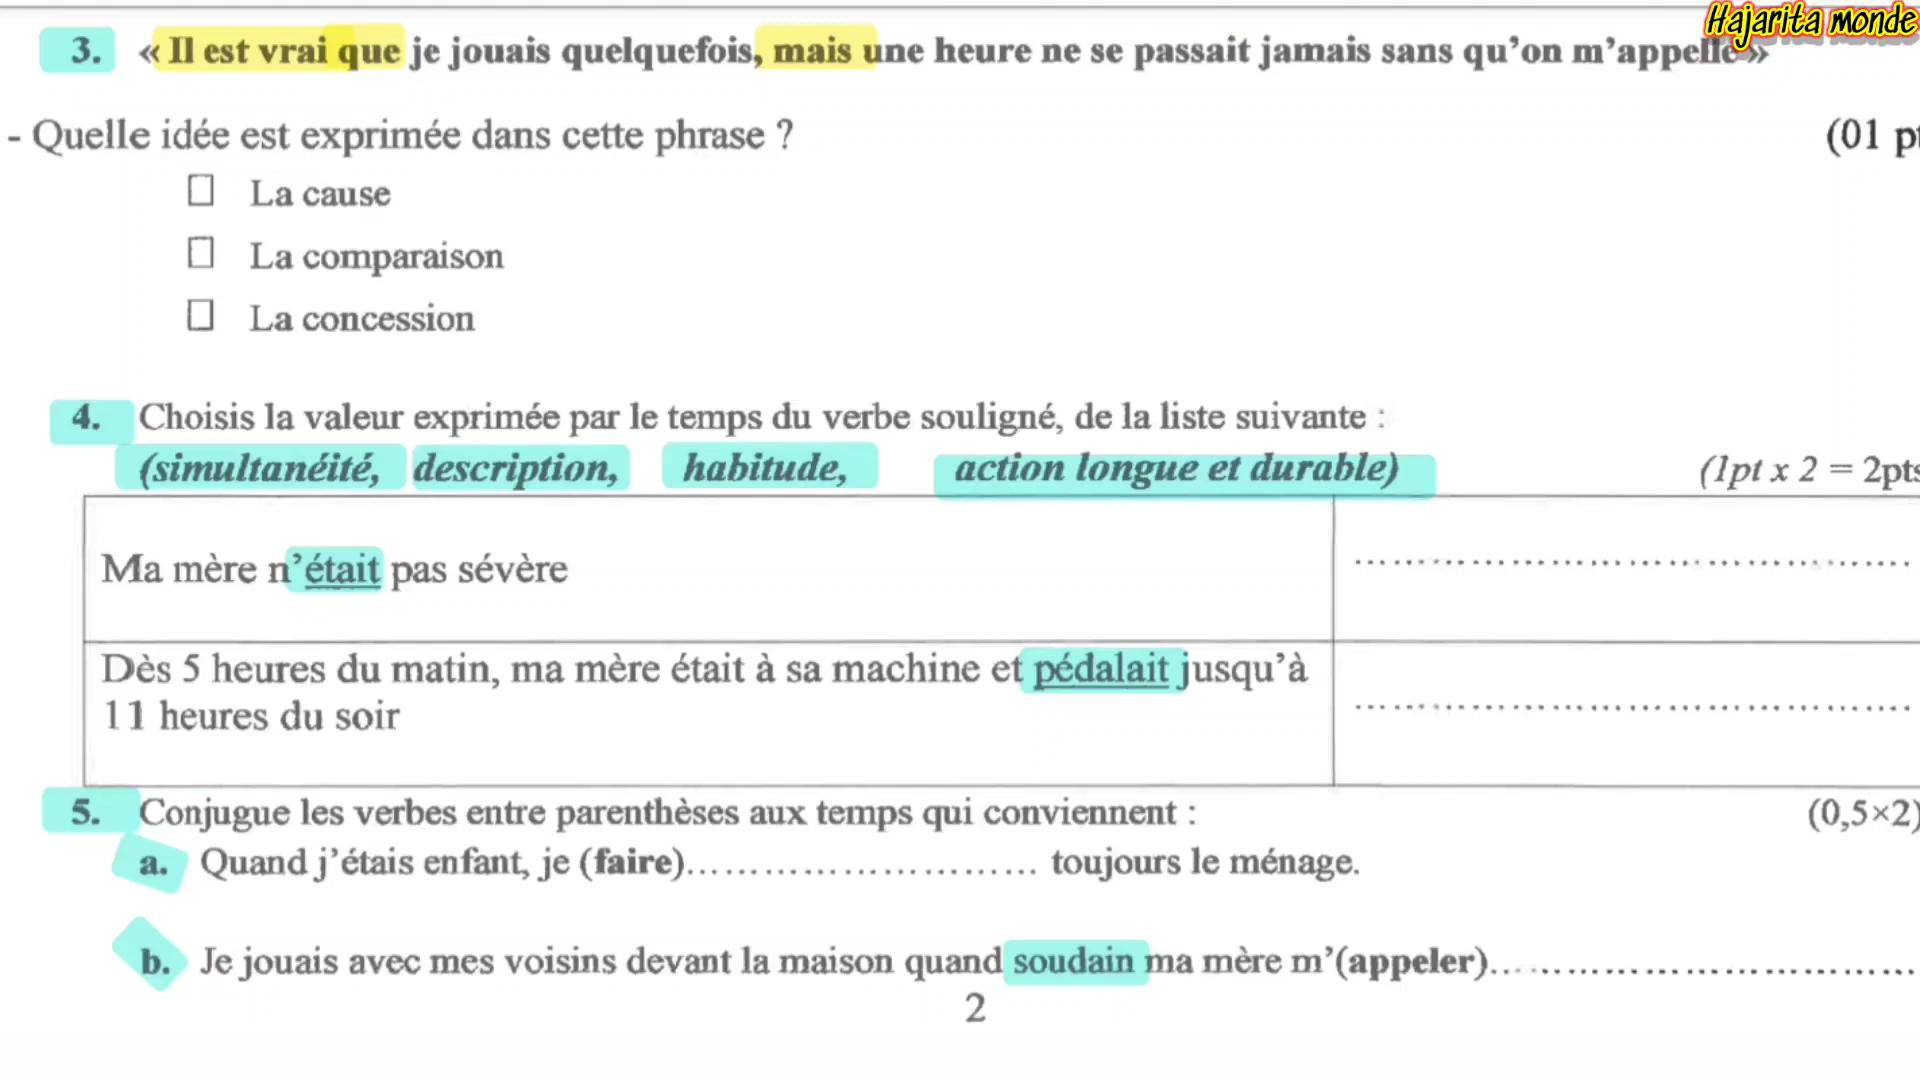 Hajarita monde
3. « Il est vrai que je jouais quelquefois, mais une heure ne se passait jamais sans qu’on m’appelle »
- Quelle idée est exprimée dans cette phrase ? (01 pt
☐ La cause
☐ La comparaison
☐ La concession
4. Choisis la valeur exprimée par le temps du verbe souligné, de la liste suivante :
(simultanéité, description, habitude, action longue et durable) (1pt x 2 = 2pts
Ma mère n’était pas sévère ..........................................
Dès 5 heures du matin, ma mère était à sa machine et pédalait jusqu’à
11 heures du soir ..........................................
5. Conjugue les verbes entre parenthèses aux temps qui conviennent : (0,5×2)
a. Quand j’étais enfant, je (faire).............................. toujours le ménage.
b. Je jouais avec mes voisins devant la maison quand soudain ma mère m’(appeler)....................................
2